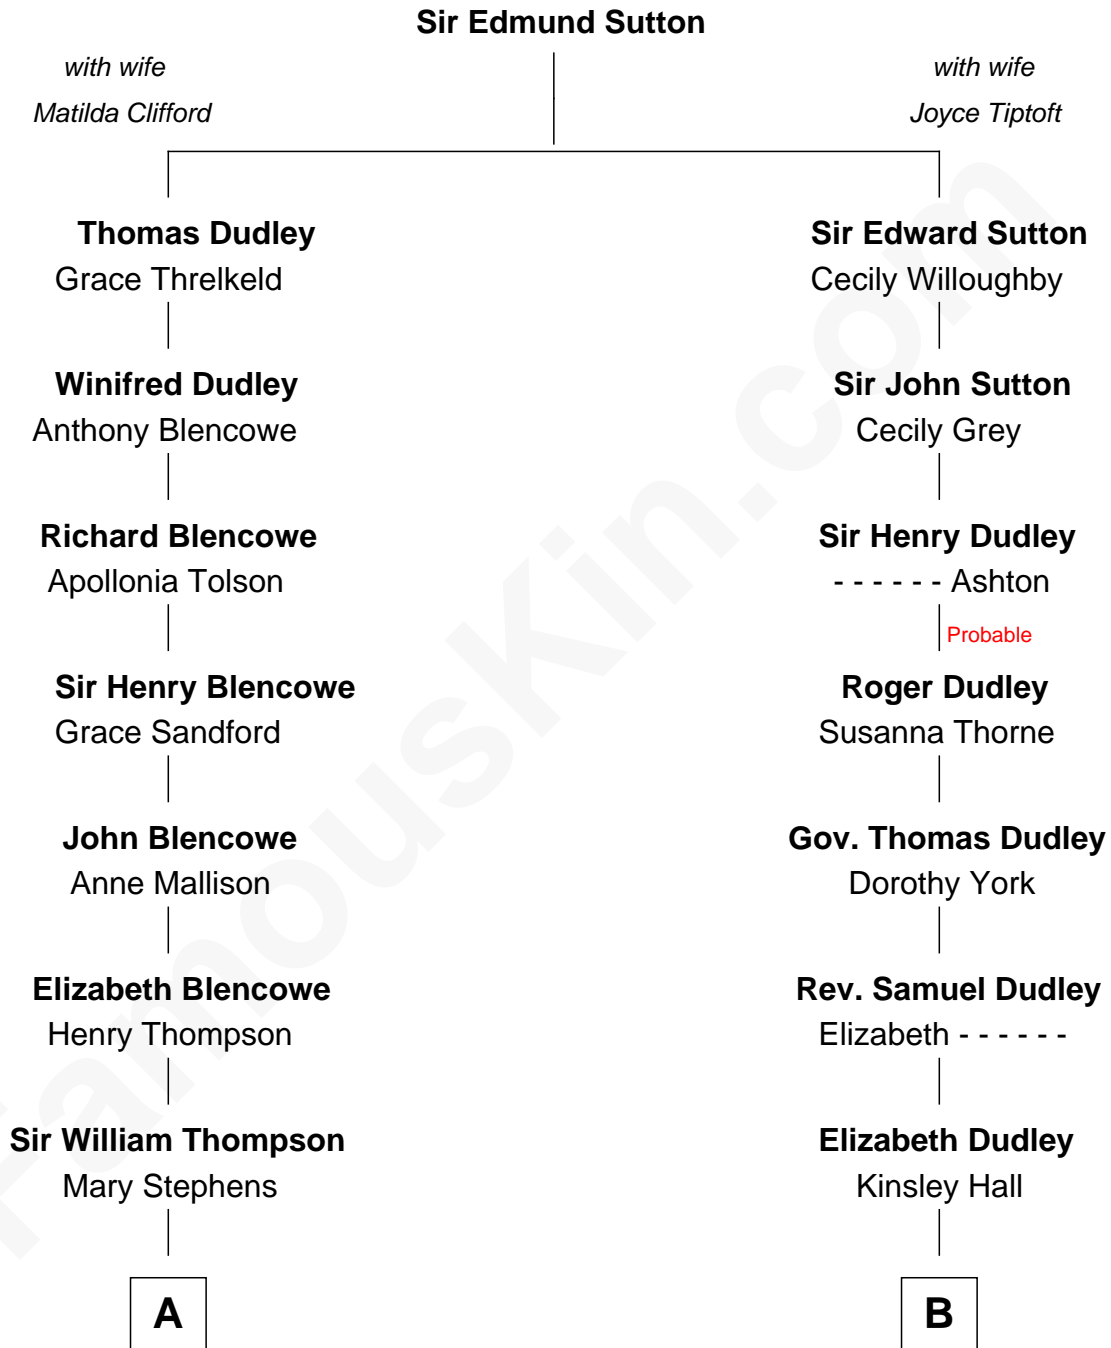 Sir Edmund Sutton
with wife
Matilda Clifford
with wife
Joyce Tiptoft
Thomas Dudley
Grace Threlkeld
Sir Edward Sutton
Cecily Willoughby
Winifred Dudley
Anthony Blencowe
Sir John Sutton
Cecily Grey
Richard Blencowe
Apollonia Tolson
Sir Henry Dudley
- - - - - - Ashton
Probable
Sir Henry Blencowe
Grace Sandford
Roger Dudley
Susanna Thorne
John Blencowe
Anne Mallison
Gov. Thomas Dudley
Dorothy York
Elizabeth Blencowe
Henry Thompson
Rev. Samuel Dudley
Elizabeth - - - - - -
Sir William Thompson
Mary Stephens
Elizabeth Dudley
Kinsley Hall
A
B
FamousKin.com